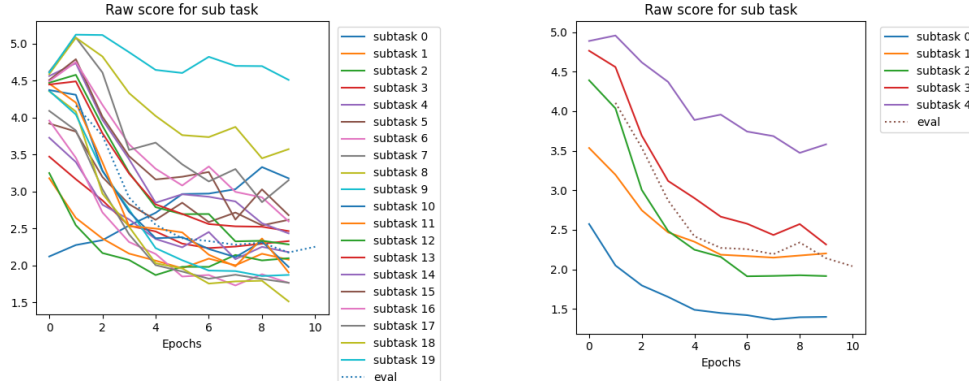 Raw score for sub task
5.0
4.5
4.0
3.5
3.0
2.5
2.0
1.5
0
2
4
6
8
10
Epochs
subtask 0
subtask 1
subtask 2
subtask 3
subtask 4
subtask 5
subtask 6
subtask 7
subtask 8
subtask 9
subtask 10
subtask 11
subtask 12
subtask 13
subtask 14
subtask 15
subtask 16
subtask 17
subtask 18
subtask 19
eval
Raw score for sub task
5.0
4.5
4.0
3.5
3.0
2.5
2.0
1.5
0
2
4
6
8
10
Epochs
subtask 0
subtask 1
subtask 2
subtask 3
subtask 4
eval